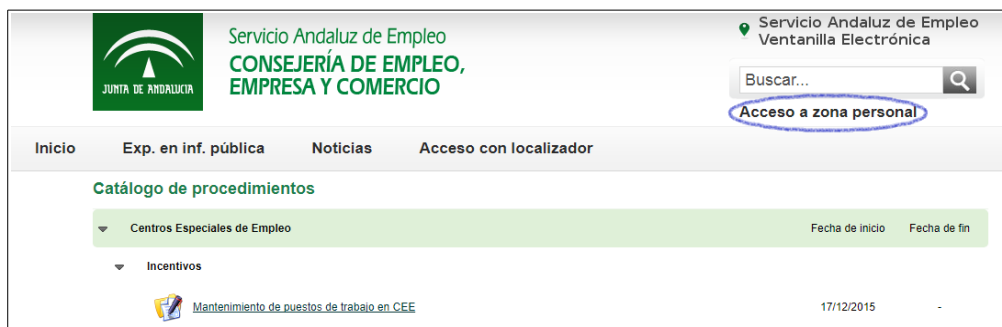 JUNTA DE ANDALUCIA
Servicio Andaluz de Empleo
CONSEJERÍA DE EMPLEO,
EMPRESA Y COMERCIO
Servicio Andaluz de Empleo
Ventanilla Electrónica
Buscar...
Acceso a zona personal
Inicio Exp. en inf. pública Noticias Acceso con localizador
Catálogo de procedimientos
Centros Especiales de Empleo Fecha de inicio Fecha de fin
Incentivos
Mantenimiento de puestos de trabajo en CEE 17/12/2015 -